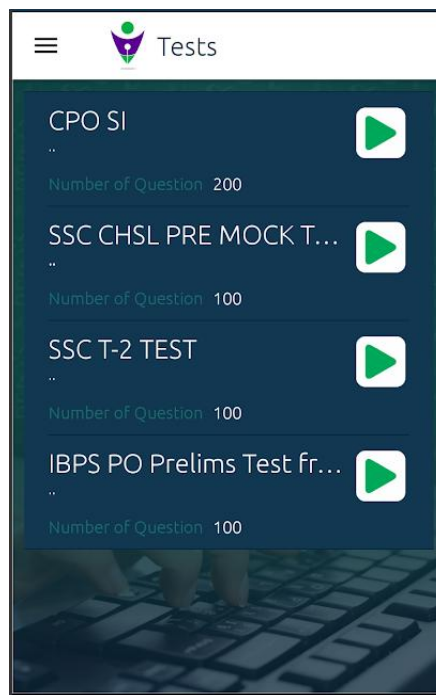 Tests
CPO SI
..
Number of Question 200
SSC CHSL PRE MOCK T...
..
Number of Question 100
SSC T-2 TEST
..
Number of Question 100
IBPS PO Prelims Test fr...
..
Number of Question 100